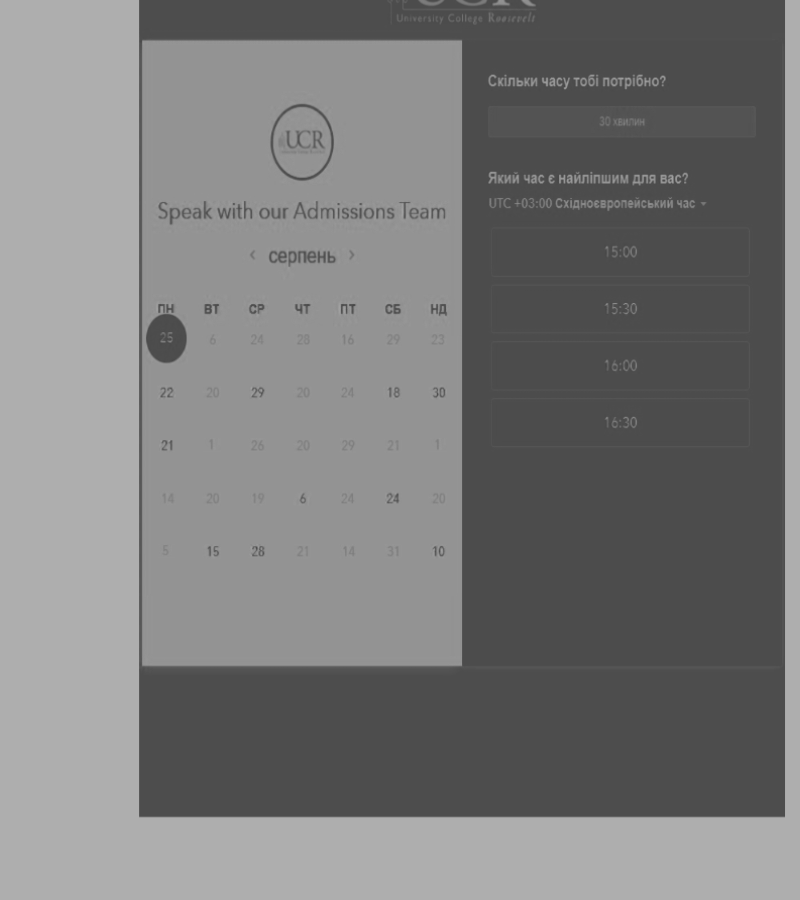 UCR
University College Roosevelt
UCR
Speak with our Admissions Team
‹ серпень ›
ПН ВТ СР ЧТ ПТ СБ НД
25 6 24 28 16 29 23
22 20 29 20 24 18 30
21 1 26 20 29 21 1
14 20 19 6 24 24 20
5 15 28 21 14 31 10
Скільки часу тобі потрібно?
30 хвилин
Який час є найліпшим для вас?
UTC +03:00 Східноєвропейський час
15:00
15:30
16:00
16:30